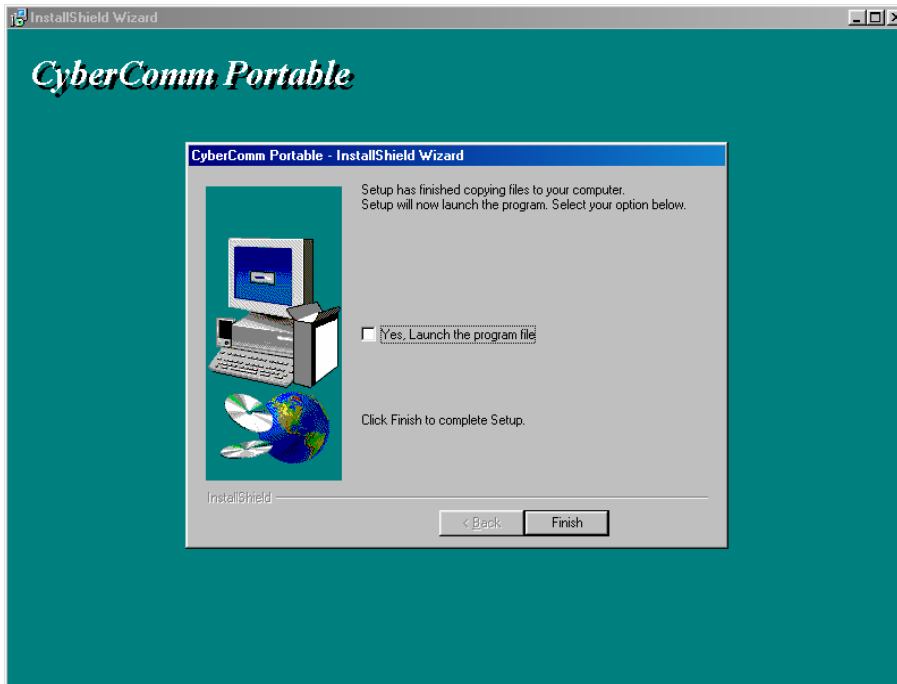 InstallShield Wizard
CyberComm Portable
CyberComm Portable - InstallShield Wizard
Setup has finished copying files to your computer.
Setup will now launch the program. Select your option below.
Yes, Launch the program file
Click Finish to complete Setup.
InstallShield
< Back
Finish